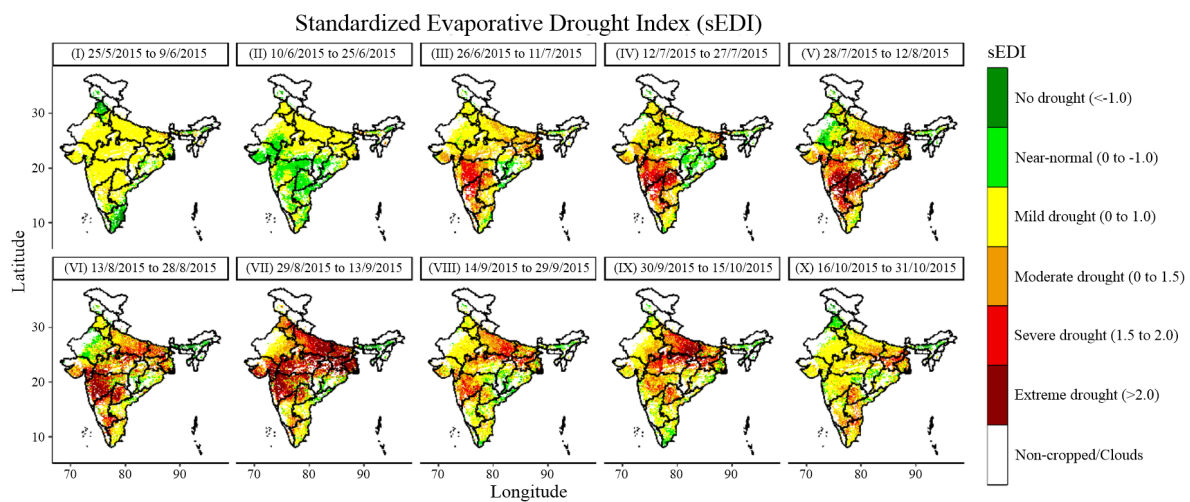 Standardized Evaporative Drought Index (sEDI)
(I) 25/5/2015 to 9/6/2015
(II) 10/6/2015 to 25/6/2015
(III) 26/6/2015 to 11/7/2015
(IV) 12/7/2015 to 27/7/2015
(V) 28/7/2015 to 12/8/2015
30
20
10
(VI) 13/8/2015 to 28/8/2015
(VII) 29/8/2015 to 13/9/2015
(VIII) 14/9/2015 to 29/9/2015
(IX) 30/9/2015 to 15/10/2015
(X) 16/10/2015 to 31/10/2015
30
20
10
Latitude
70 80 90
70 80 90
70 80 90
70 80 90
70 80 90
Longitude
sEDI
No drought (<-1.0)
Near-normal (0 to -1.0)
Mild drought (0 to 1.0)
Moderate drought (0 to 1.5)
Severe drought (1.5 to 2.0)
Extreme drought (>2.0)
Non-cropped/Clouds